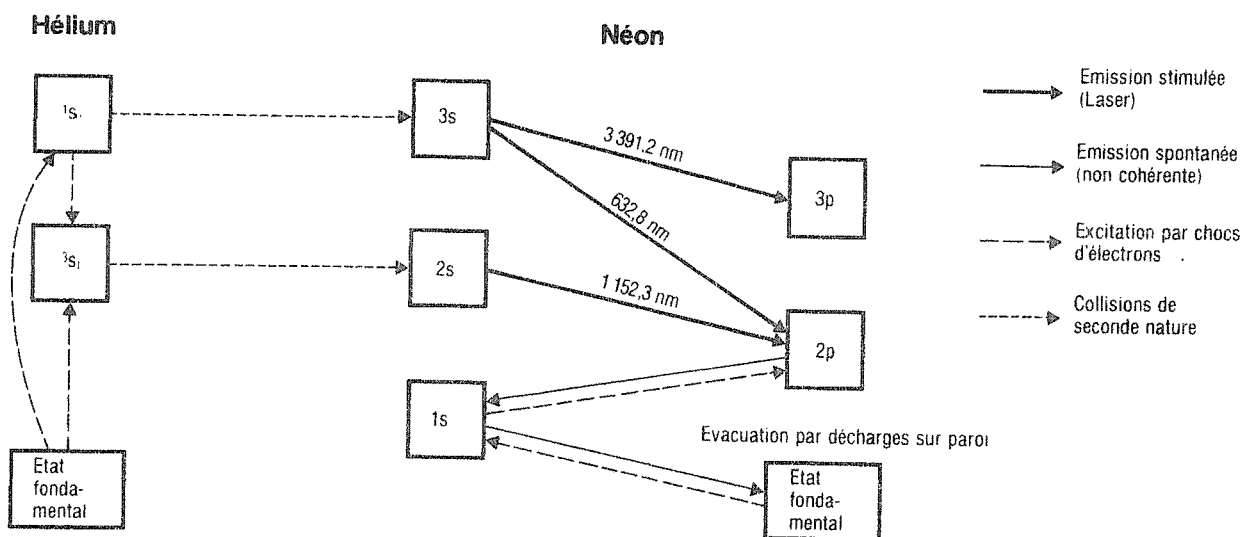 Hélium
Néon
¹S.
3s
3 391.2 nm
3p
632,8 nm
³S₁
2s
1 152,3 nm
2p
1s
Evacuation par décharges sur paroi
Etat
fonda-
mental
Etat
fonda-
mental
Emission stimulée
(Laser)
Emission spontanée
(non cohérente)
Excitation par chocs
d'électrons .
Collisions de
seconde nature